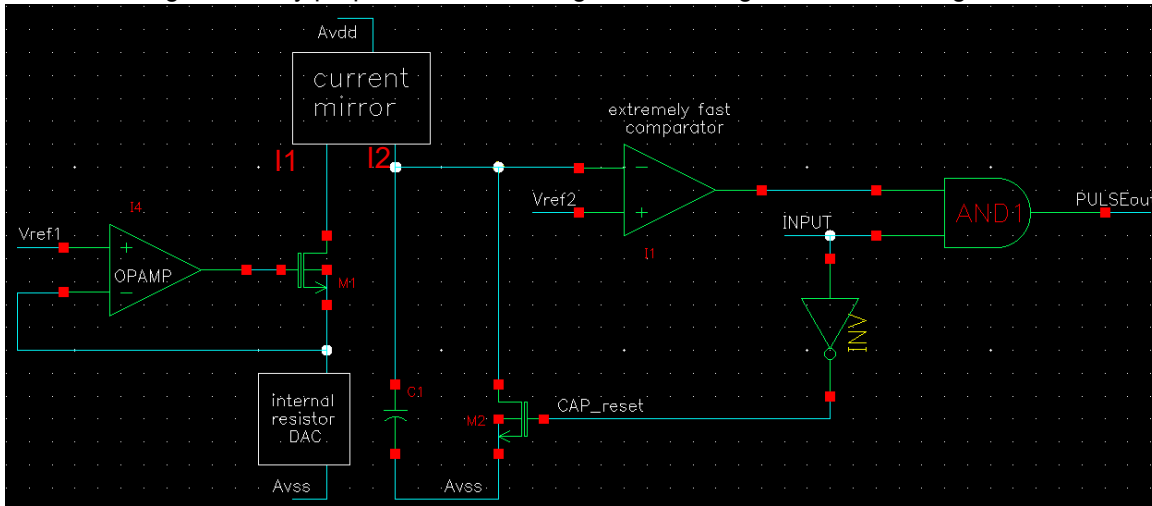 Avdd
current
mirror
extremely fast
comparator
I1
I2
I4
Vref2
AND1
PULSEout
INPUT
Vref1
I1
OPAMP
M1
INV
internal
resistor
DAC
C1
M2
CAP_reset
Avss
Avss